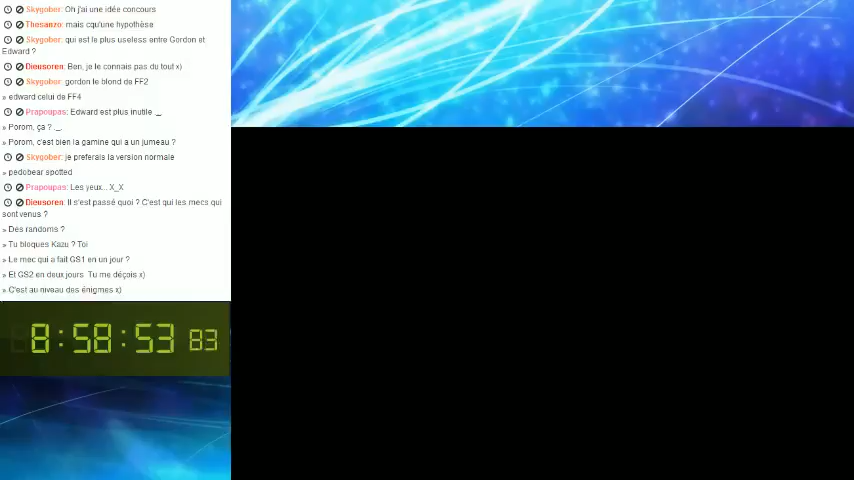 Skygober: Oh j'ai une idée concours
Thesanzo: mais cqu'une hypothèse
Skygober: qui est le plus useless entre Gordon et
Edward ?
Dieusoren: Ben, je le connais pas du tout x)
Skygober: gordon le blond de FF2
» edward celui de FF4
Prapoupas: Edward est plus inutile ._.
» Porom, ça ? ._.
» Porom, c'est bien la gamine qui a un jumeau ?
Skygober: je preferais la version normale
» pedobear spotted
Prapoupas: Les yeux... X_X
Dieusoren: Il s'est passé quoi ? C'est qui les mecs qui
sont venus ?
» Des randoms ?
» Tu bloques Kazu ? Toi
» Le mec qui a fait GS1 en un jour ?
» Et GS2 en deux jours Tu me déçois x)
» C'est au niveau des énigmes x)
8:58:53 83